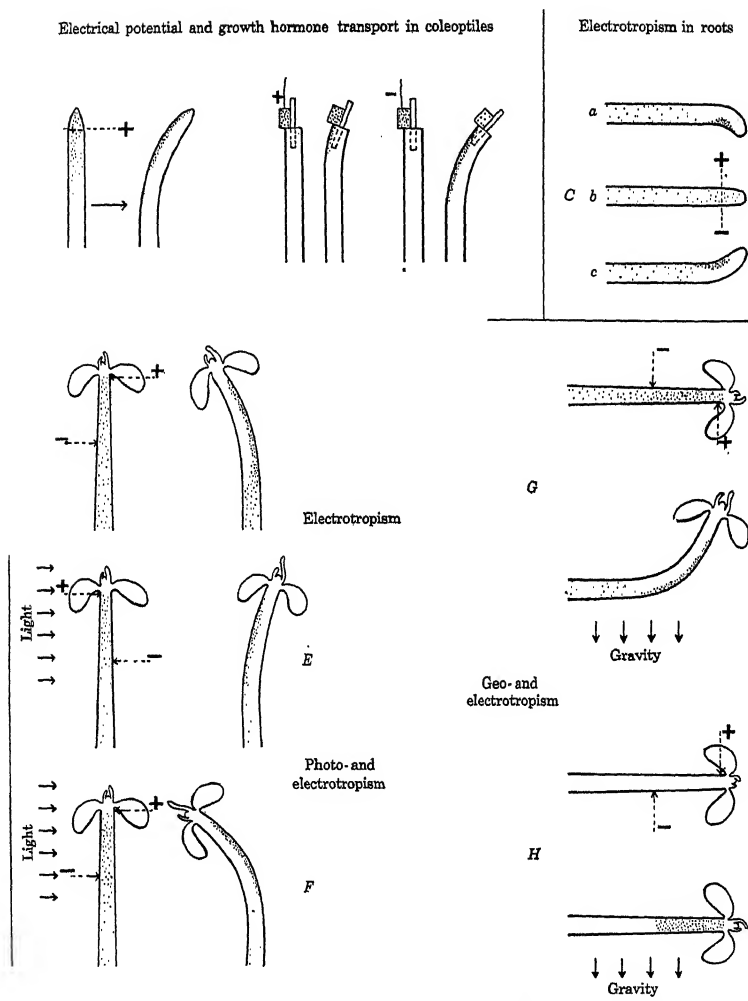 Electrical potential and growth hormone transport in coleoptiles
Electrotropism in roots
+
+
−
a
C b
+
−
c
+
−
Electrotropism
−
+
G
Gravity
Light
+
−
E
Photo- and
electrotropism
Geo- and
electrotropism
Light
+
−
F
+
−
H
Gravity